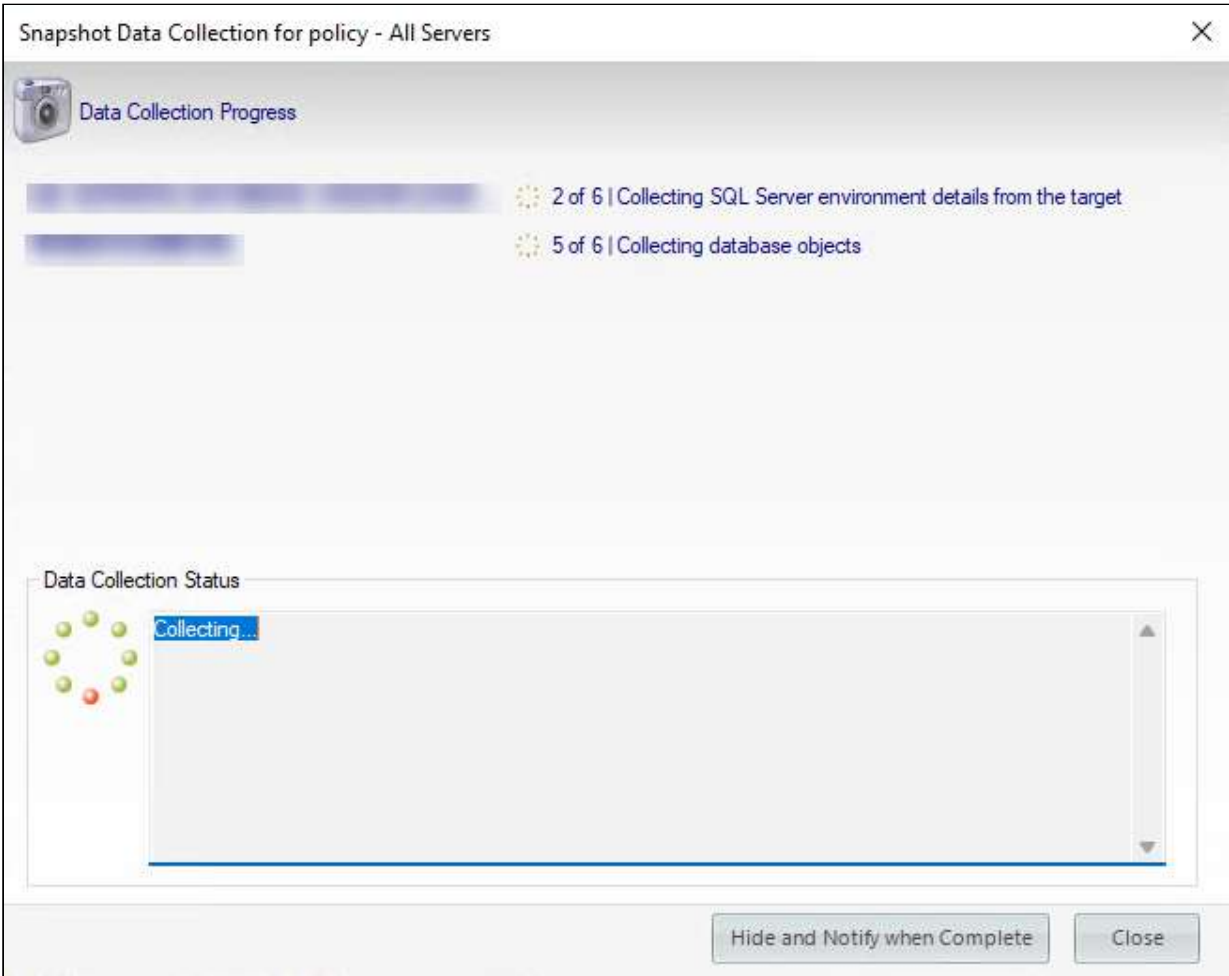 Snapshot Data Collection for policy - All Servers
Data Collection Progress
2 of 6 | Collecting SQL Server environment details from the target
5 of 6 | Collecting database objects
Data Collection Status
Collecting...
Hide and Notify when Complete
Close